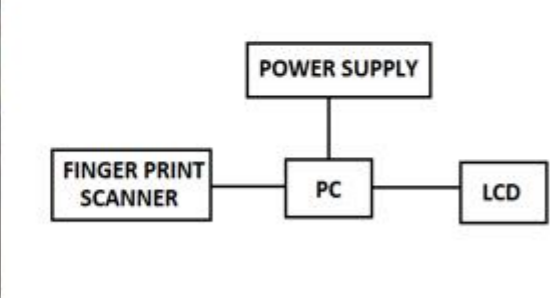 POWER SUPPLY
FINGER PRINT
SCANNER
PC
LCD